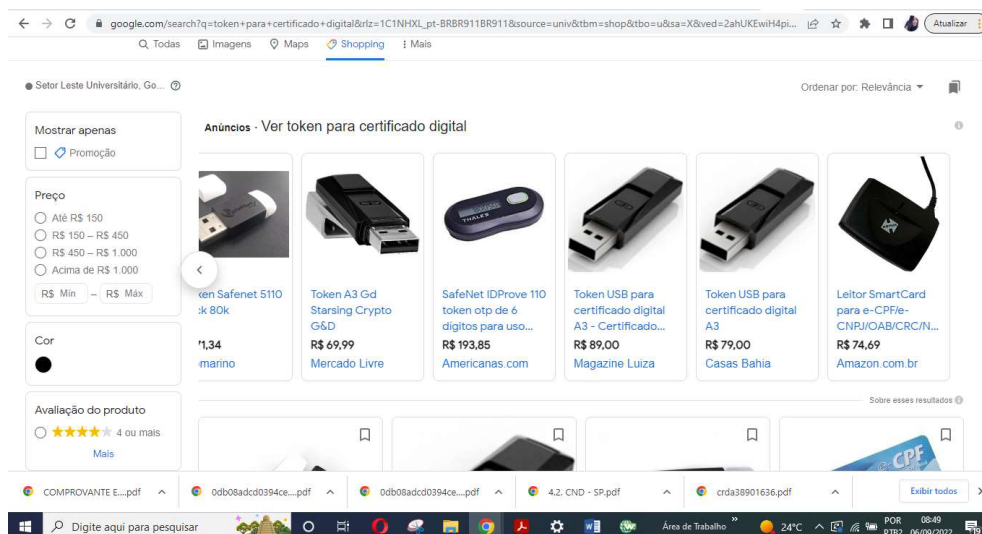 google.com/search?q=token+para+certificado+digital&rlz=1C1NHXL_pt-BRBR911BR911&source=univ&tbm=shop&tbo=u&sa=X&ved=2ahUKEwiH4pi...
Atualizar
Todas
Imagens
Maps
Shopping
Mais
Setor Leste Universitário, Go...
Ordenar por: Relevância
Mostrar apenas
Promoção
Preço
Até R$ 150
R$ 150 – R$ 450
R$ 450 – R$ 1.000
Acima de R$ 1.000
R$ Mín – R$ Máx
Cor
Avaliação do produto
4 ou mais
Mais
Anúncios · Ver token para certificado digital
ken Safenet 5110
:k 80k
'1,34
marino
Token A3 Gd
Starsing Crypto
G&D
R$ 69,99
Mercado Livre
THALES
SafeNet IDProve 110
token otp de 6
dígitos para uso...
R$ 193,85
Americanas.com
Token USB para
certificado digital
A3 - Certificado...
R$ 89,00
Magazine Luiza
Token USB para
certificado digital
A3
R$ 79,00
Casas Bahia
Leitor SmartCard
para e-CPF/e-
CNPJ/OAB/CRC/N...
R$ 74,69
Amazon.com.br
Sobre esses resultados
CPF
COMPROVANTE E....pdf
0db08adcd0394ce....pdf
0db08adcd0394ce....pdf
4.2. CND - SP.pdf
crda38901636.pdf
Exibir todos
Digite aqui para pesquisar
Área de Trabalho
24°C
POR
PTB2
08:49
06/09/2022
19